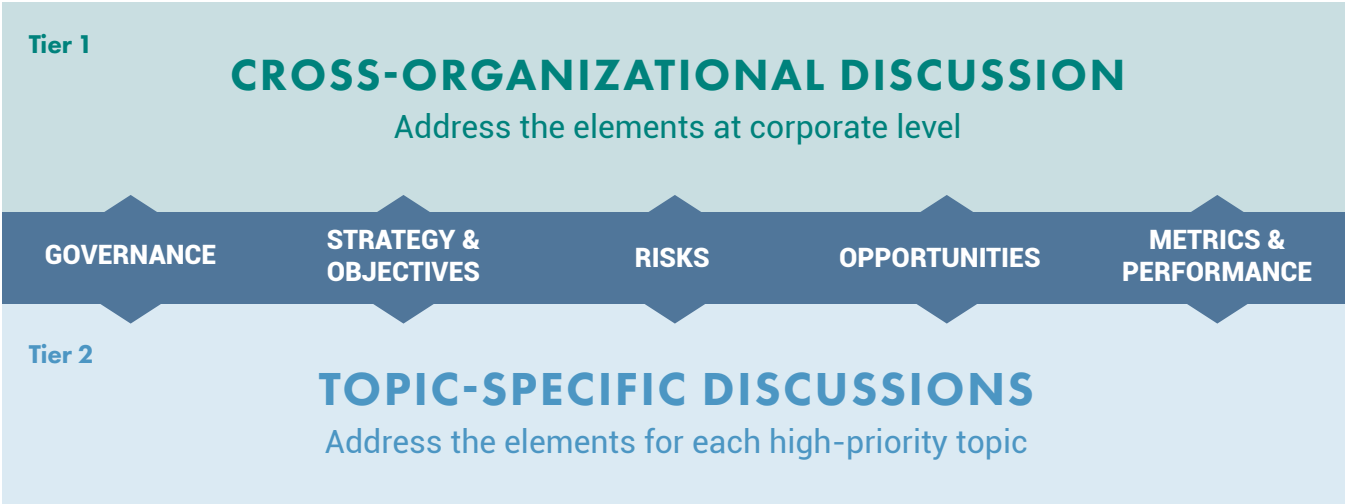 Tier 1
CROSS-ORGANIZATIONAL DISCUSSION
Address the elements at corporate level
GOVERNANCE
STRATEGY &
OBJECTIVES
RISKS
OPPORTUNITIES
METRICS &
PERFORMANCE
Tier 2
TOPIC-SPECIFIC DISCUSSIONS
Address the elements for each high-priority topic